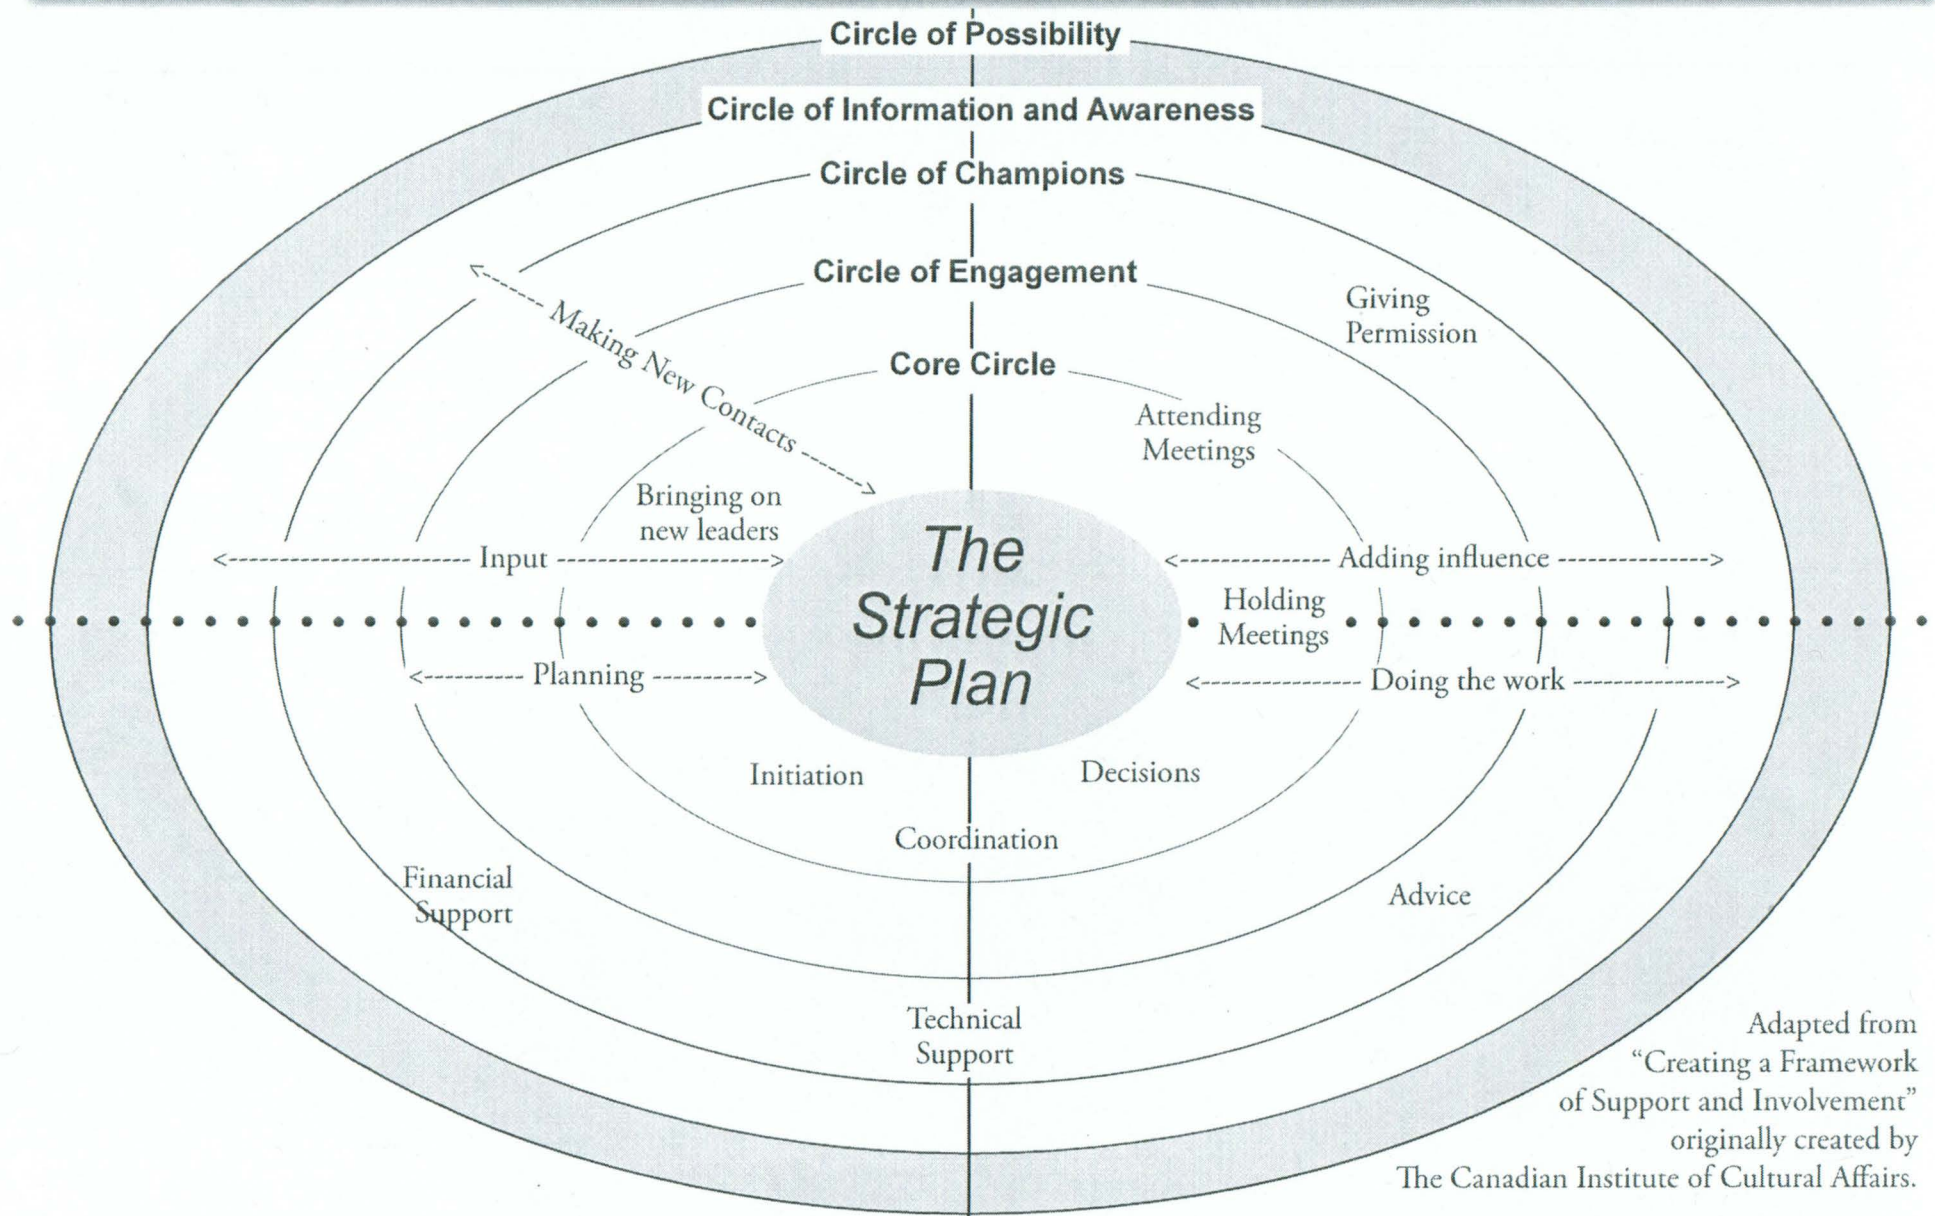 Circle of Possibility
Circle of Information and Awareness
Circle of Champions
Circle of Engagement
Giving
Permission
Making New Contacts
Core Circle
Attending
Meetings
Bringing on
new leaders
The
Strategic
Plan
Input
Adding influence
Holding
Meetings
Planning
Doing the work
Initiation
Decisions
Coordination
Financial
Support
Advice
Technical
Support
Adapted from
“Creating a Framework
of Support and Involvement”
originally created by
The Canadian Institute of Cultural Affairs.